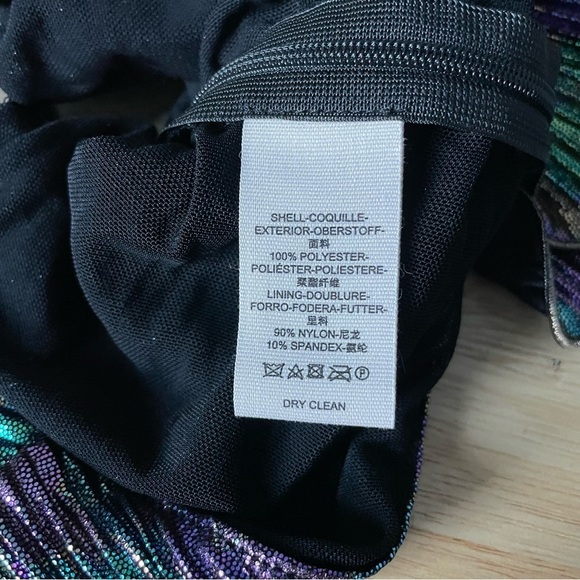 SHELL-COQUILLE-
EXTERIOR-OBERSTOFF-
面料
100% POLYESTER-
POLIÉSTER-POLIESTERE-
聚酯纤维
LINING-DOUBLURE-
FORRO-FODERA-FUTTER-
里料
90% NYLON-尼龙
10% SPANDEX-氨纶
P
DRY CLEAN